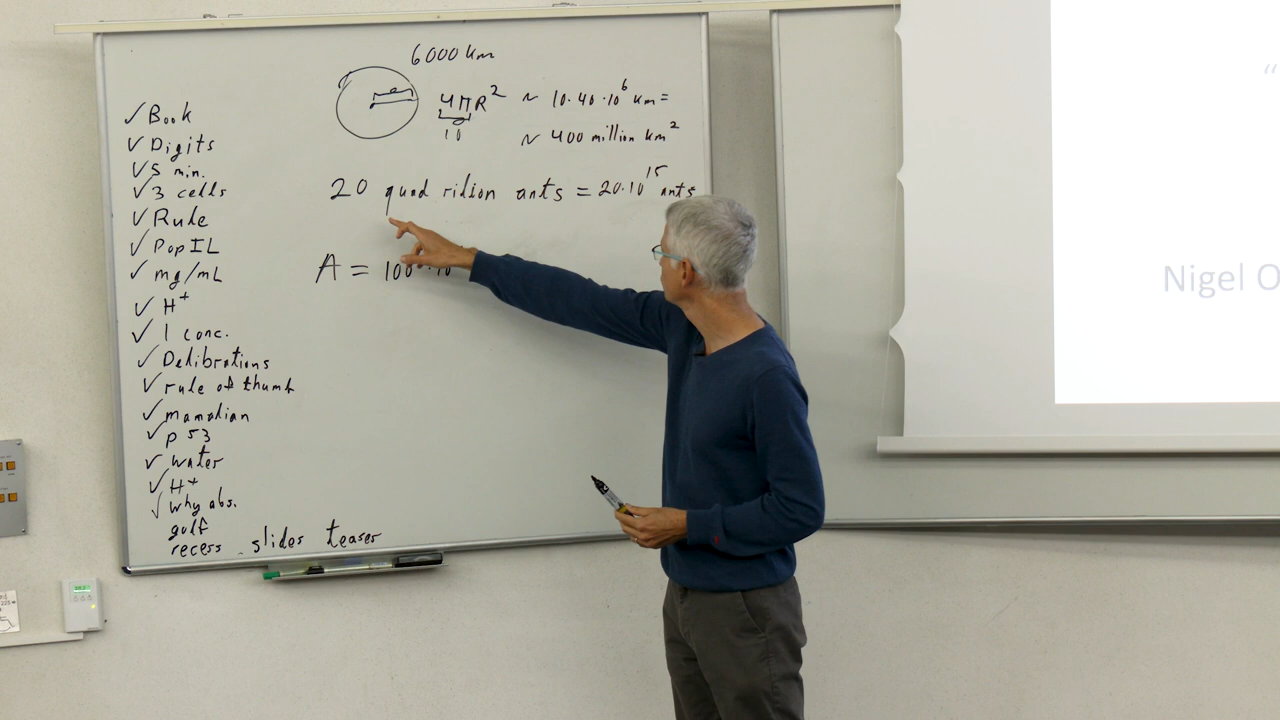 6000 km
4πR² ~ 10·40·10⁶ km =
10
~ 400 million km²
20 quadrilion ants = 20·10¹⁵ ants
A = 100
✓ Book
✓ Digits
✓ 5 min.
✓ 3 cells
✓ Rule
✓ Pop IL
✓ mg/mL
✓ H⁺
✓ 1 conc.
✓ Delibrations
✓ rule of thumb
✓ mamalian
✓ p53
✓ water
✓ H⁺
✓ why abs.
golf
recess - slides teaser
“
Nigel O